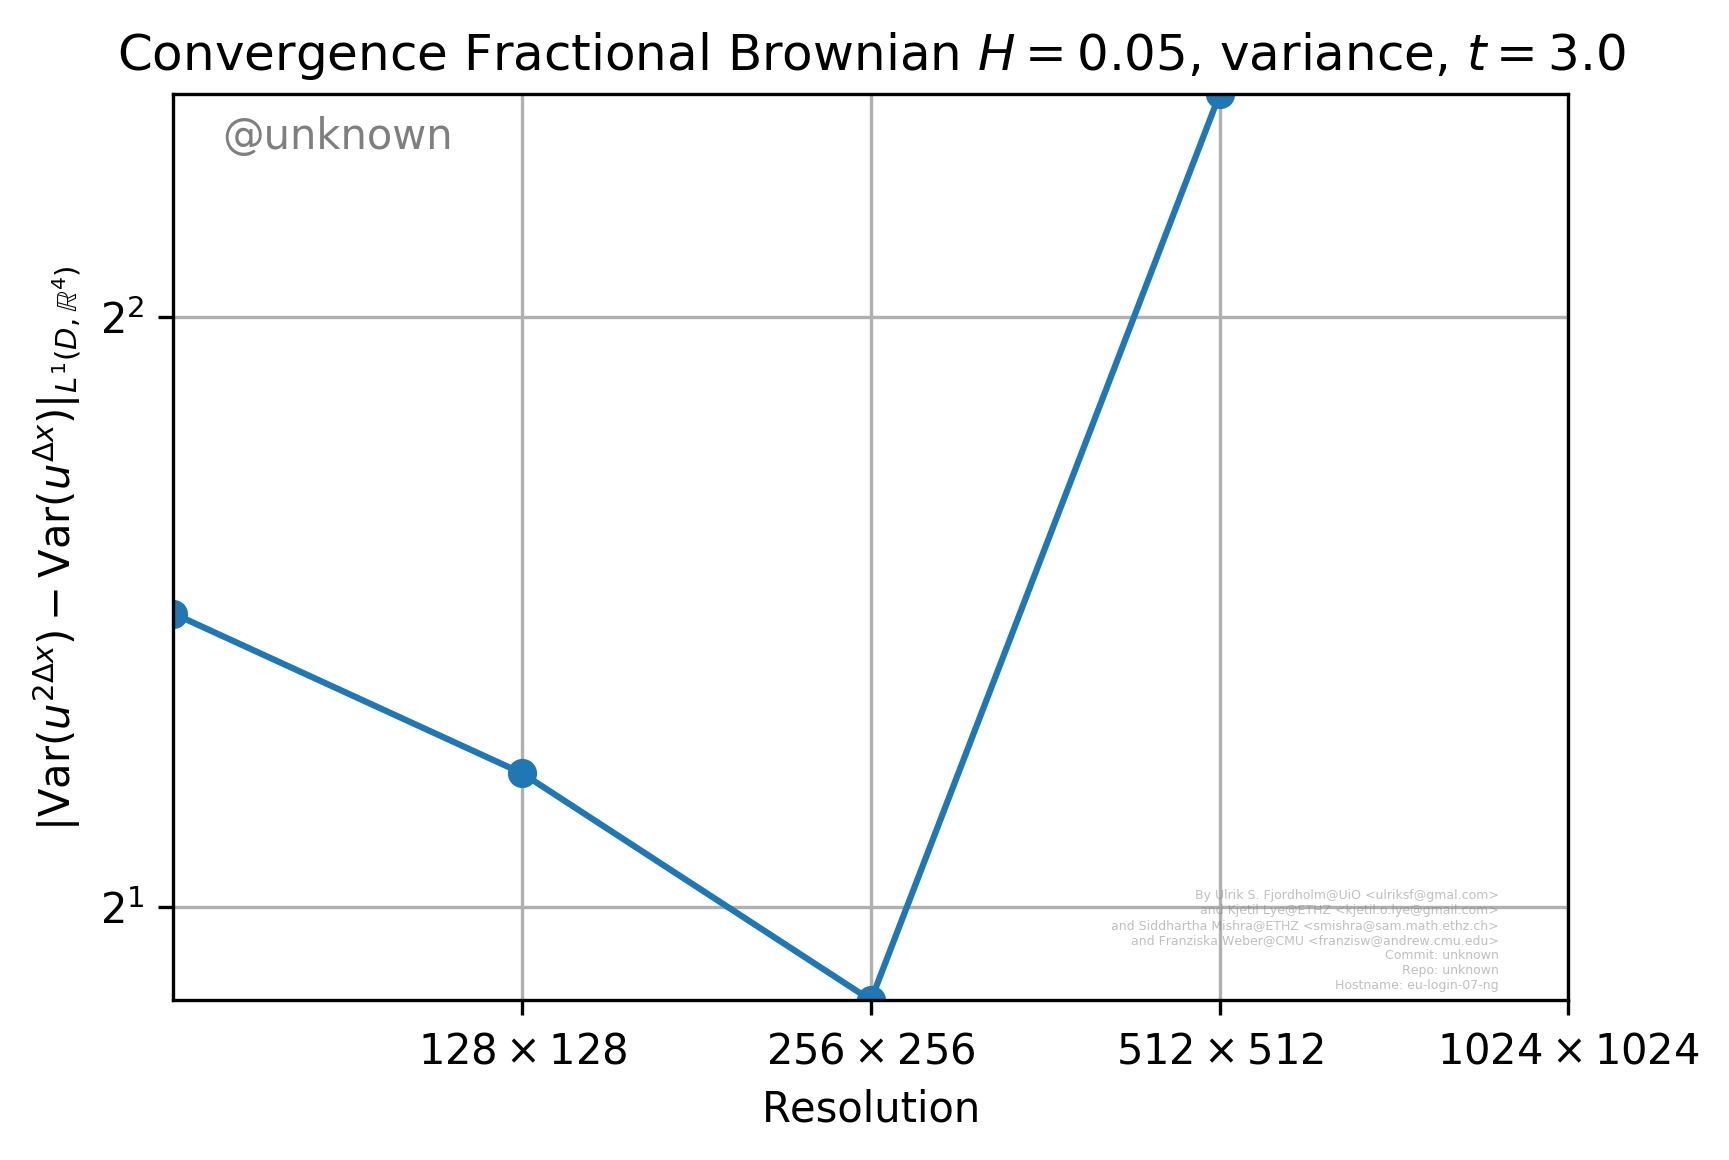 Convergence Fractional Brownian H = 0.05, variance, t = 3.0
@unknown
|Var(u^{2Δx}) − Var(u^{Δx})|_{L^1(D, ℝ^4)}
2^2
2^1
By Ulrik S. Fjordholm@UiO <ulriksf@gmal.com>
and Kjetil Lye@ETHZ <kjetil.o.lye@gmail.com>
and Siddhartha Mishra@ETHZ <smishra@sam.math.ethz.ch>
and Franziska Weber@CMU <franzisw@andrew.cmu.edu>
Commit: unknown
Repo: unknown
Hostname: eu-login-07-ng
128 × 128 256 × 256 512 × 512 1024 × 1024
Resolution